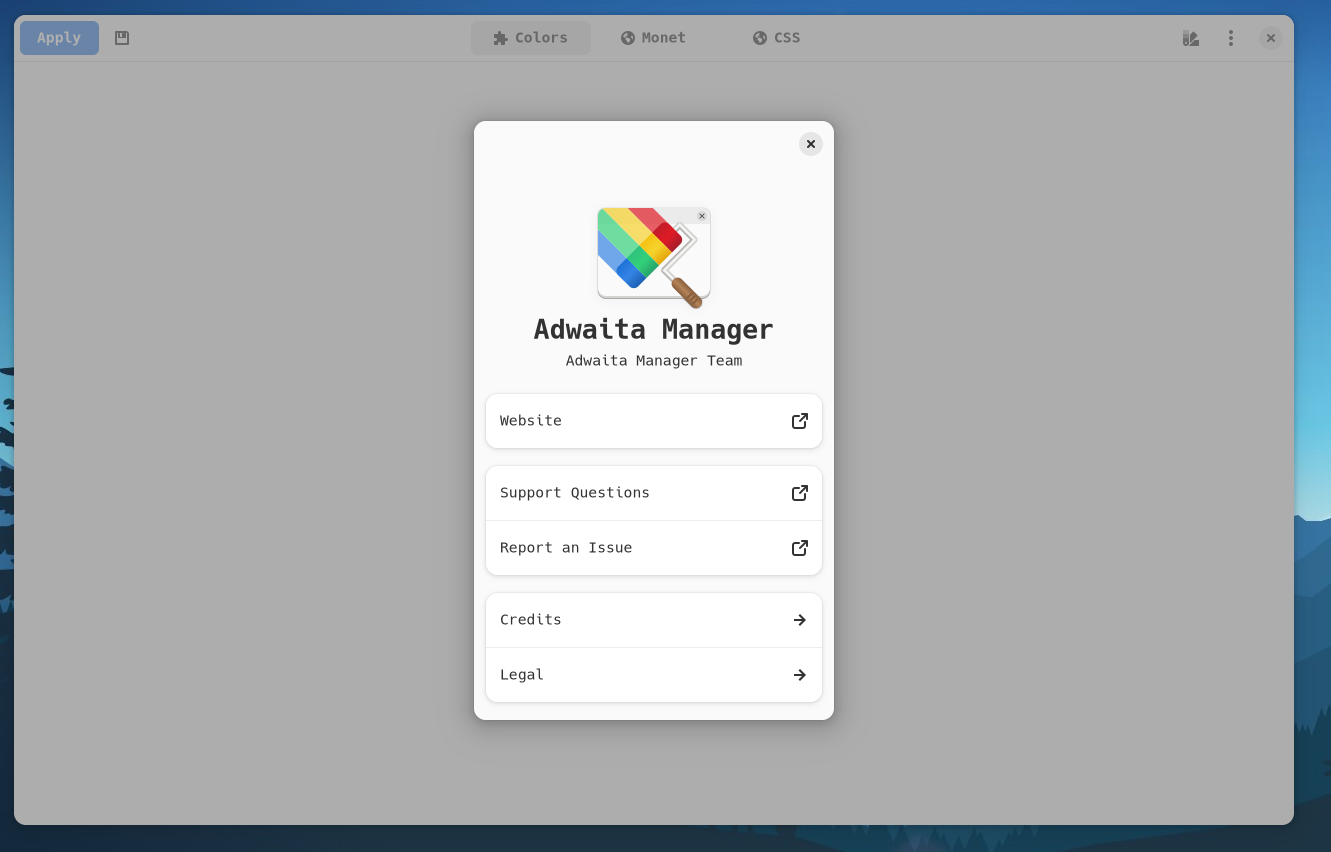 Apply
Colors
Monet
CSS
Adwaita Manager
Adwaita Manager Team
Website
Support Questions
Report an Issue
Credits
Legal